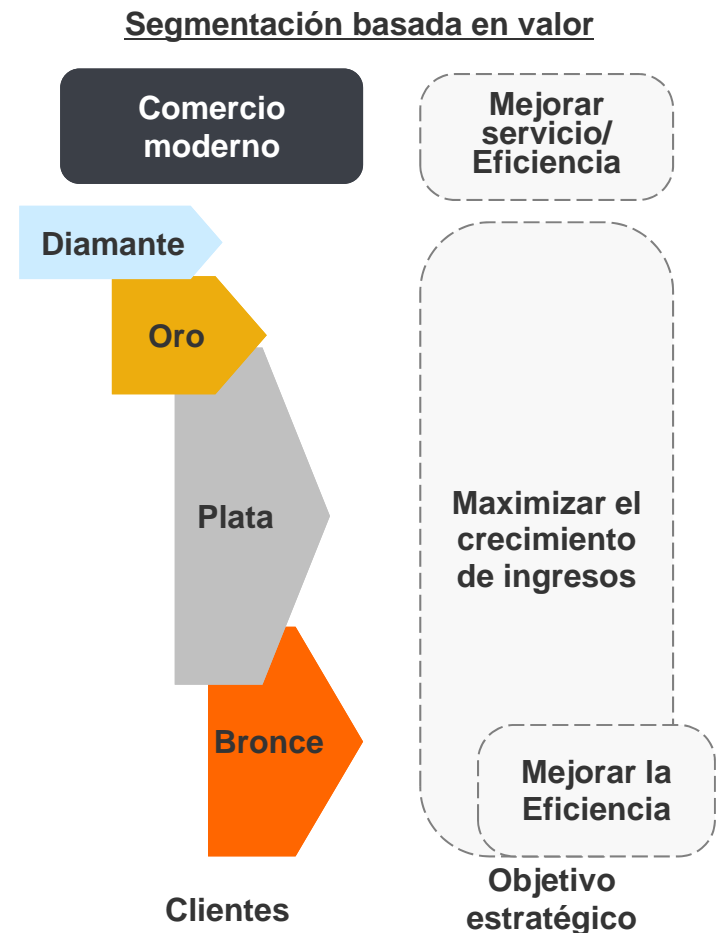 Segmentación basada en valor
Comercio
moderno
Mejorar
servicio/
Eficiencia
Diamante
Oro
Plata
Maximizar el
crecimiento
de ingresos
Bronce
Mejorar la
Eficiencia
Clientes
Objetivo
estratégico